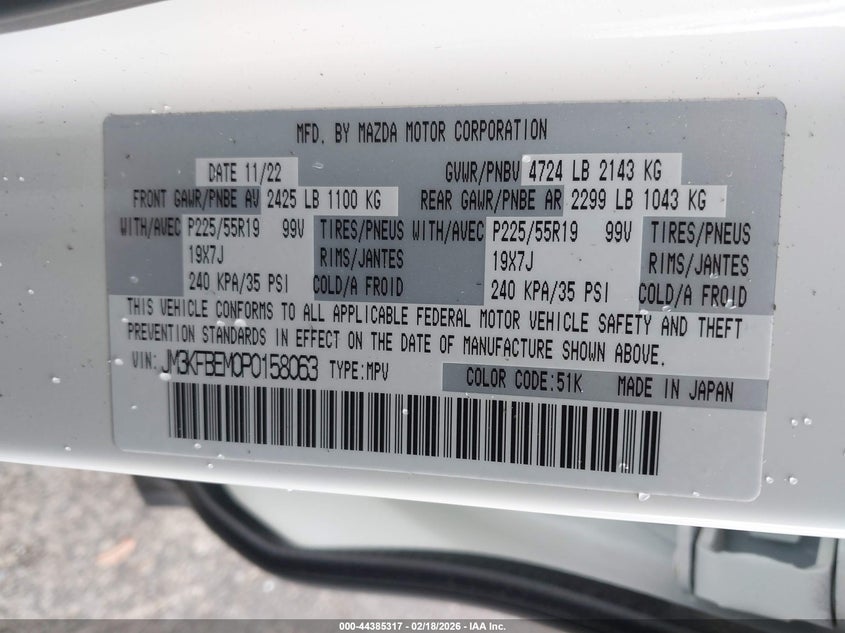 MFD. BY MAZDA MOTOR CORPORATION
DATE 11/22 GVWR/PNBV 4724 LB 2143 KG
FRONT GAWR/PNBE AV 2425 LB 1100 KG REAR GAWR/PNBE AR 2299 LB 1043 KG
WITH/AVEC P225/55R19 99V TIRES/PNEUS WITH/AVEC P225/55R19 99V TIRES/PNEUS
19X7J RIMS/JANTES 19X7J RIMS/JANTES
240 KPA/35 PSI COLD/A FROID 240 KPA/35 PSI COLD/A FROID
THIS VEHICLE CONFORMS TO ALL APPLICABLE FEDERAL MOTOR VEHICLE SAFETY AND THEFT
PREVENTION STANDARDS IN EFFECT ON THE DATE OF MANUFACTURE SHOWN ABOVE.
VIN: JM3KFBEM0P0158063 TYPE:MPV COLOR CODE:51K MADE IN JAPAN
000-44385317 - 02/18/2026 - IAA Inc.